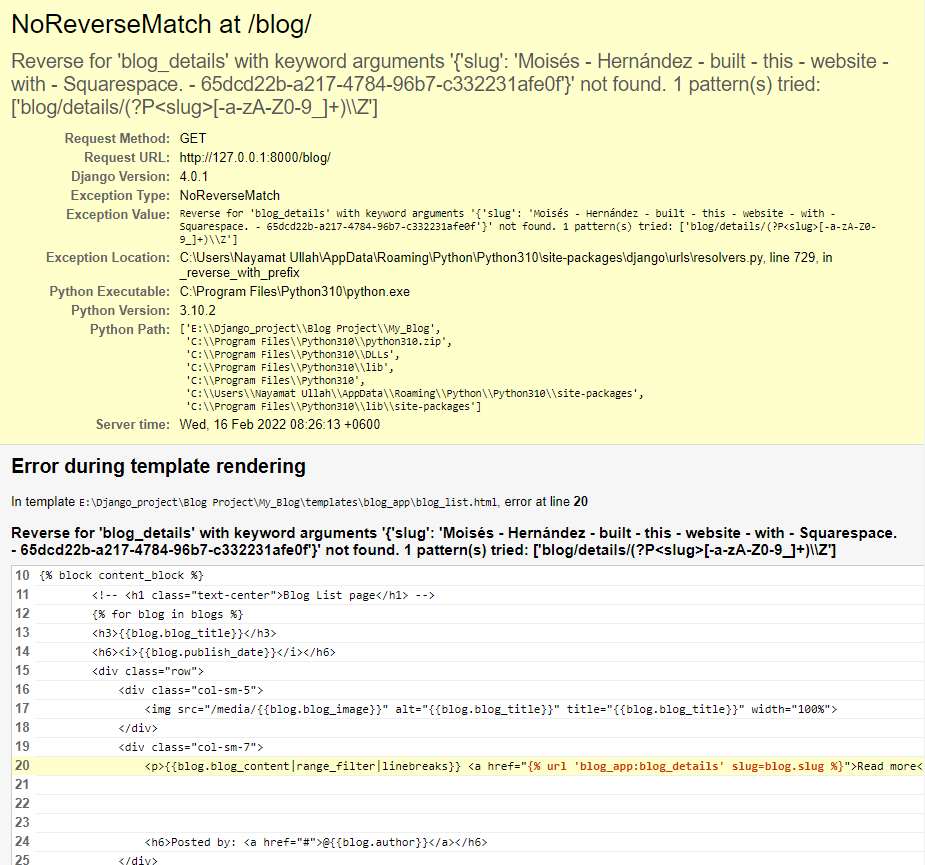 NoReverseMatch at /blog/
Reverse for 'blog_details' with keyword arguments '{'slug': 'Moisés - Hernández - built - this - website -
with - Squarespace. - 65dcd22b-a217-4784-96b7-c332231afe0f'}' not found. 1 pattern(s) tried:
['blog/details/(?P<slug>[-a-zA-Z0-9_]+)\\Z']
Request Method: GET
Request URL: http://127.0.0.1:8000/blog/
Django Version: 4.0.1
Exception Type: NoReverseMatch
Exception Value: Reverse for 'blog_details' with keyword arguments '{'slug': 'Moisés - Hernández - built - this - website - with -
Squarespace. - 65dcd22b-a217-4784-96b7-c332231afe0f'}' not found. 1 pattern(s) tried: ['blog/details/(?P<slug>[-a-zA-Z0-
9_]+)\\Z']
Exception Location: C:\Users\Nayamat Ullah\AppData\Roaming\Python\Python310\site-packages\django\urls\resolvers.py, line 729, in
_reverse_with_prefix
Python Executable: C:\Program Files\Python310\python.exe
Python Version: 3.10.2
Python Path: ['E:\\Django_project\\Blog Project\\My_Blog',
'C:\\Program Files\\Python310\\python310.zip',
'C:\\Program Files\\Python310\\DLLs',
'C:\\Program Files\\Python310\\lib',
'C:\\Program Files\\Python310',
'C:\\Users\\Nayamat Ullah\\AppData\\Roaming\\Python\\Python310\\site-packages',
'C:\\Program Files\\Python310\\lib\\site-packages']
Server time: Wed, 16 Feb 2022 08:26:13 +0600
Error during template rendering
In template E:\Django_project\Blog Project\My_Blog\templates\blog_app\blog_list.html, error at line 20
Reverse for 'blog_details' with keyword arguments '{'slug': 'Moisés - Hernández - built - this - website - with - Squarespace.
- 65dcd22b-a217-4784-96b7-c332231afe0f'}' not found. 1 pattern(s) tried: ['blog/details/(?P<slug>[-a-zA-Z0-9_]+)\\Z']
10 {% block content_block %}
11 <!-- <h1 class="text-center">Blog List page</h1> -->
12 {% for blog in blogs %}
13 <h3>{{blog.blog_title}}</h3>
14 <h6><i>{{blog.publish_date}}</i></h6>
15 <div class="row">
16 <div class="col-sm-5">
17 <img src="/media/{{blog.blog_image}}" alt="{{blog.blog_title}}" title="{{blog.blog_title}}" width="100%">
18 </div>
19 <div class="col-sm-7">
20 <p>{{blog.blog_content|range_filter|linebreaks}} <a href="{% url 'blog_app:blog_details' slug=blog.slug %}">Read more<
21
22
23
24 <h6>Posted by: <a href="#">@{{blog.author}}</a></h6>
25 </div>